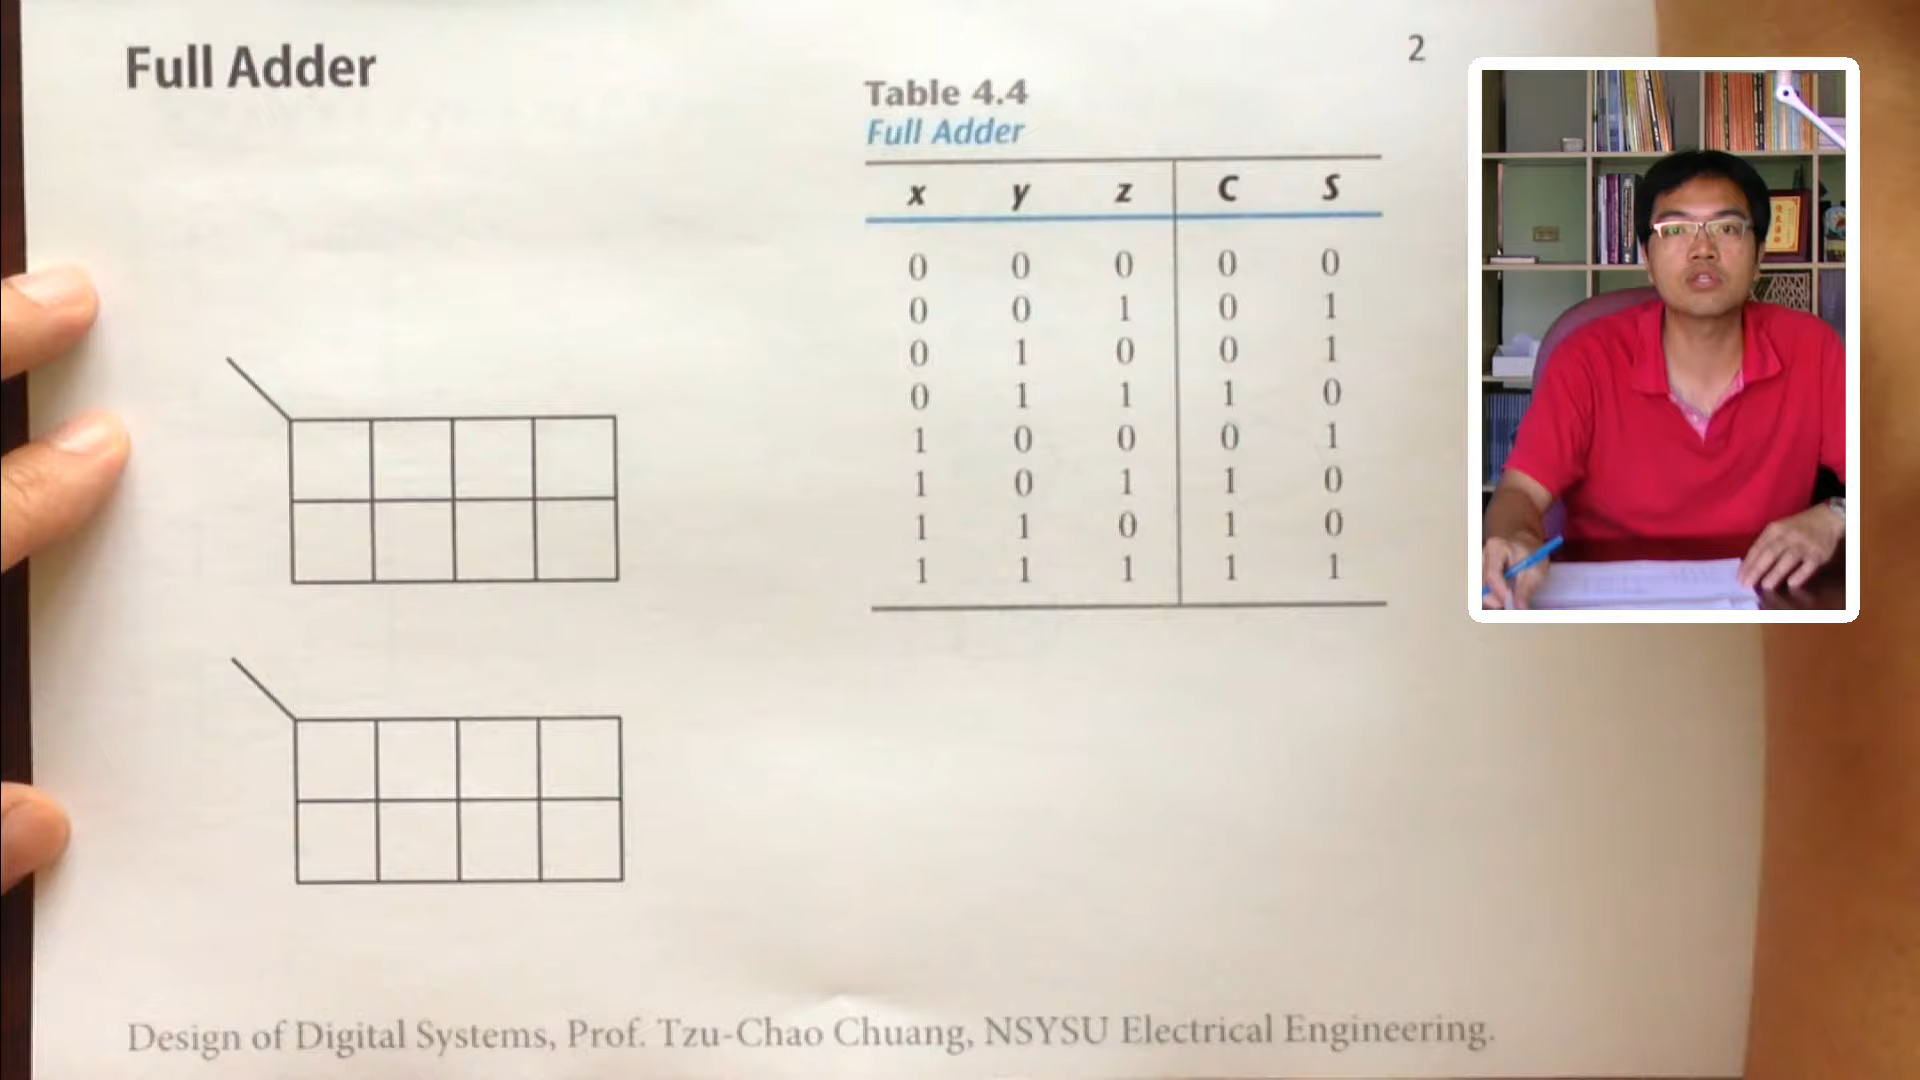 Full Adder
2
Table 4.4
Full Adder
x y z C S
0 0 0 0 0
0 0 1 0 1
0 1 0 0 1
0 1 1 1 0
1 0 0 0 1
1 0 1 1 0
1 1 0 1 0
1 1 1 1 1
Design of Digital Systems, Prof. Tzu-Chao Chuang, NSYSU Electrical Engineering.